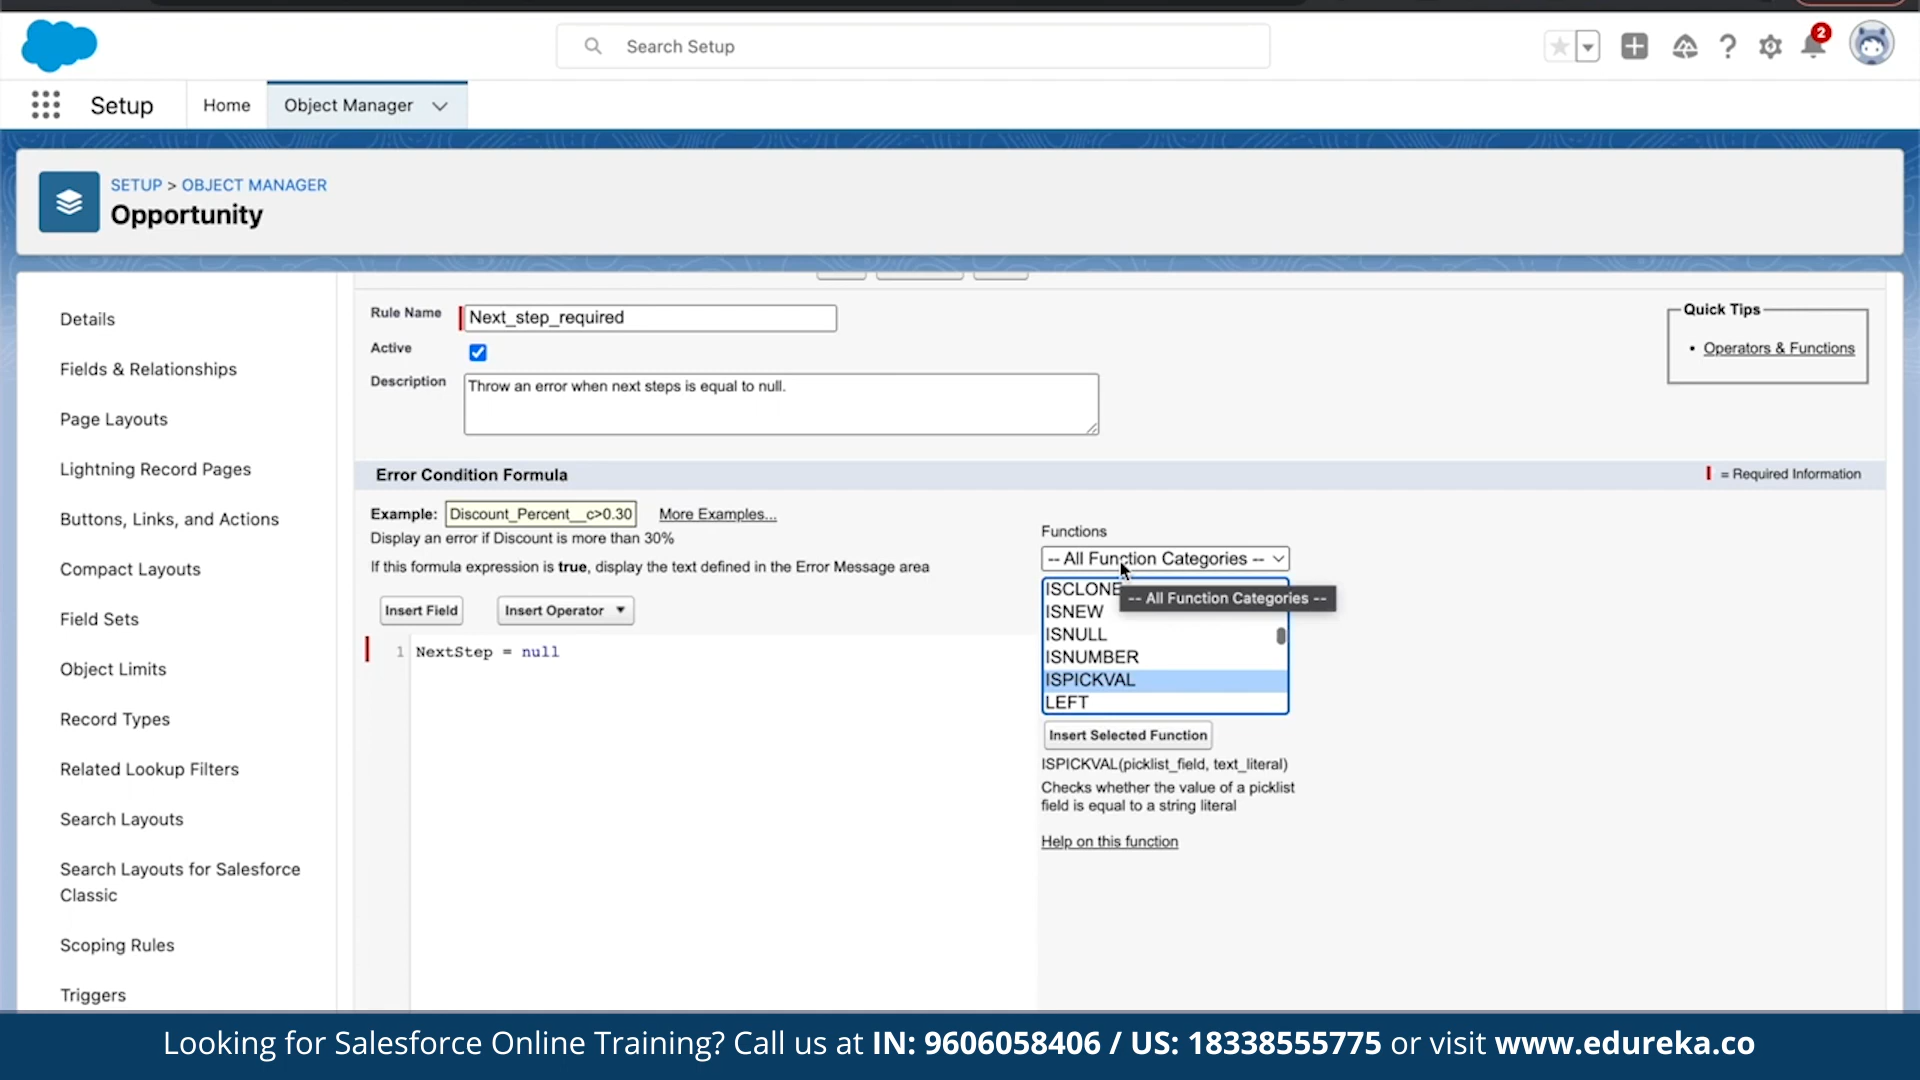 Search Setup
2
Setup
Home
Object Manager
SETUP > OBJECT MANAGER
Opportunity
Details
Fields & Relationships
Page Layouts
Lightning Record Pages
Buttons, Links, and Actions
Compact Layouts
Field Sets
Object Limits
Record Types
Related Lookup Filters
Search Layouts
Search Layouts for Salesforce
Classic
Scoping Rules
Triggers
Rule Name
Next_step_required
Active
Description
Throw an error when next steps is equal to null.
Quick Tips
• Operators & Functions
Error Condition Formula
= Required Information
Example: Discount_Percent__c>0.30 More Examples...
Display an error if Discount is more than 30%
If this formula expression is true, display the text defined in the Error Message area
Insert Field
Insert Operator
1 NextStep = null
Functions
-- All Function Categories --
-- All Function Categories --
ISCLONE
ISNEW
ISNULL
ISNUMBER
ISPICKVAL
LEFT
Insert Selected Function
ISPICKVAL(picklist_field, text_literal)
Checks whether the value of a picklist
field is equal to a string literal
Help on this function
Looking for Salesforce Online Training? Call us at IN: 9606058406 / US: 18338555775 or visit www.edureka.co